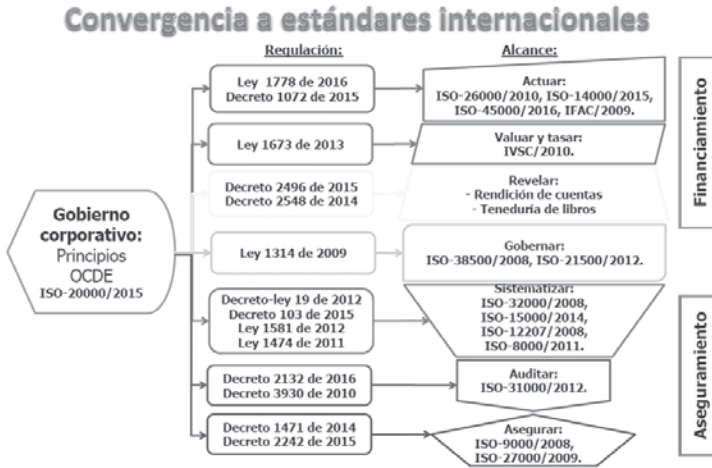 Convergencia a estándares internacionales
Regulación:
Alcance:
Gobierno
corporativo:
Principios
OCDE
ISO-20000/2015
Ley 1778 de 2016
Decreto 1072 de 2015
Actuar:
ISO-26000/2010, ISO-14000/2015,
ISO-45000/2016, IFAC/2009.
Ley 1673 de 2013
Valuar y tasar:
IVSC/2010.
Decreto 2496 de 2015
Decreto 2548 de 2014
Revelar:
- Rendición de cuentas
- Teneduría de libros
Ley 1314 de 2009
Gobernar:
ISO-38500/2008, ISO-21500/2012.
Decreto-ley 19 de 2012
Decreto 103 de 2015
Ley 1581 de 2012
Ley 1474 de 2011
Sistematizar:
ISO-32000/2008,
ISO-15000/2014,
ISO-12207/2008,
ISO-8000/2011.
Decreto 2132 de 2016
Decreto 3930 de 2010
Auditar:
ISO-31000/2012.
Decreto 1471 de 2014
Decreto 2242 de 2015
Asegurar:
ISO-9000/2008,
ISO-27000/2009.
Financiamiento
Aseguramiento